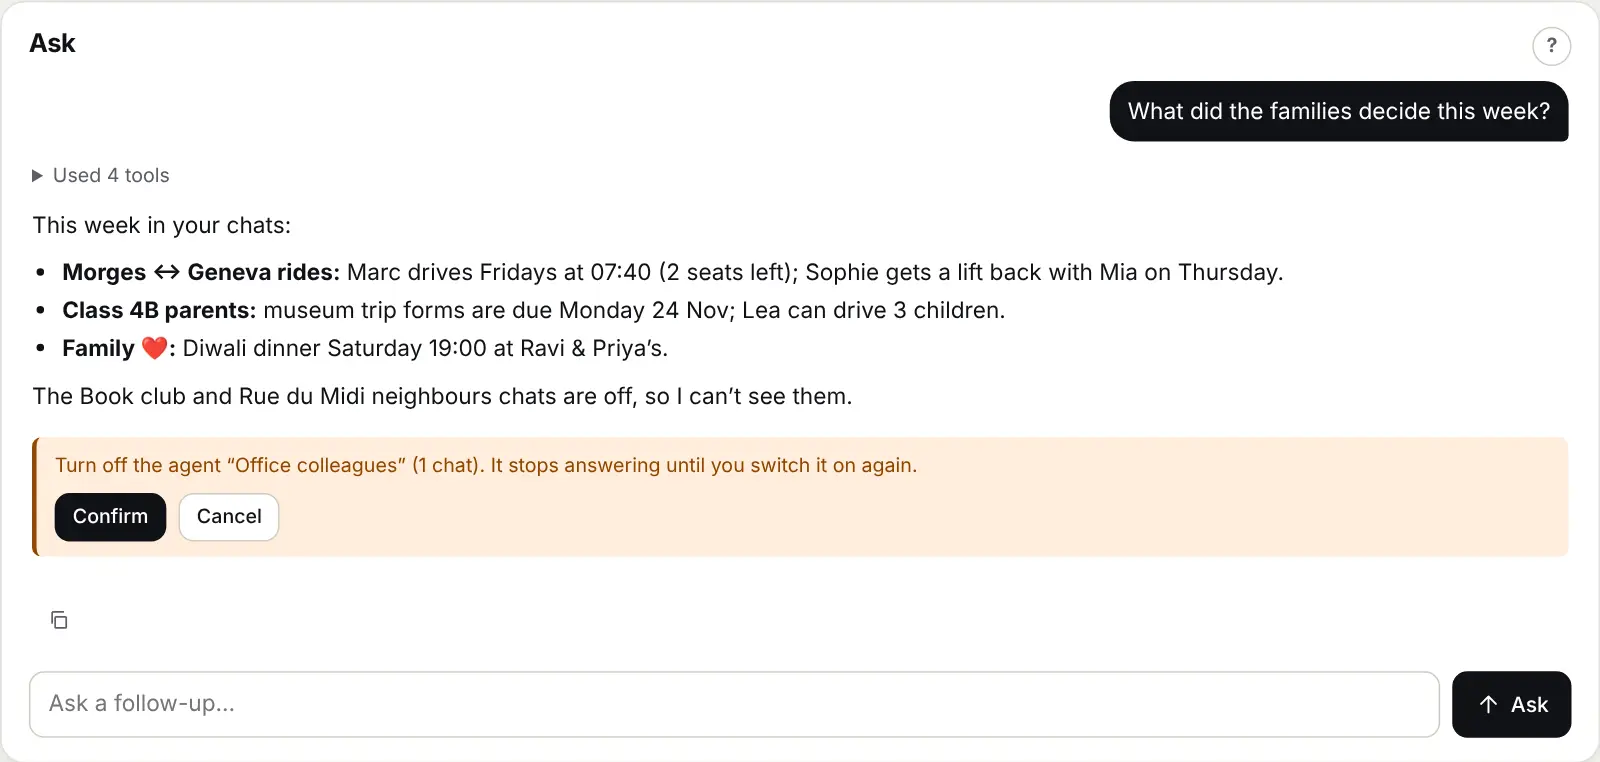 Ask
?
What did the families decide this week?
▶ Used 4 tools
This week in your chats:
• Morges ↔ Geneva rides: Marc drives Fridays at 07:40 (2 seats left); Sophie gets a lift back with Mia on Thursday.
• Class 4B parents: museum trip forms are due Monday 24 Nov; Lea can drive 3 children.
• Family ❤️: Diwali dinner Saturday 19:00 at Ravi & Priya’s.
The Book club and Rue du Midi neighbours chats are off, so I can’t see them.
Turn off the agent “Office colleagues” (1 chat). It stops answering until you switch it on again.
Confirm Cancel
Ask a follow-up...
↑ Ask